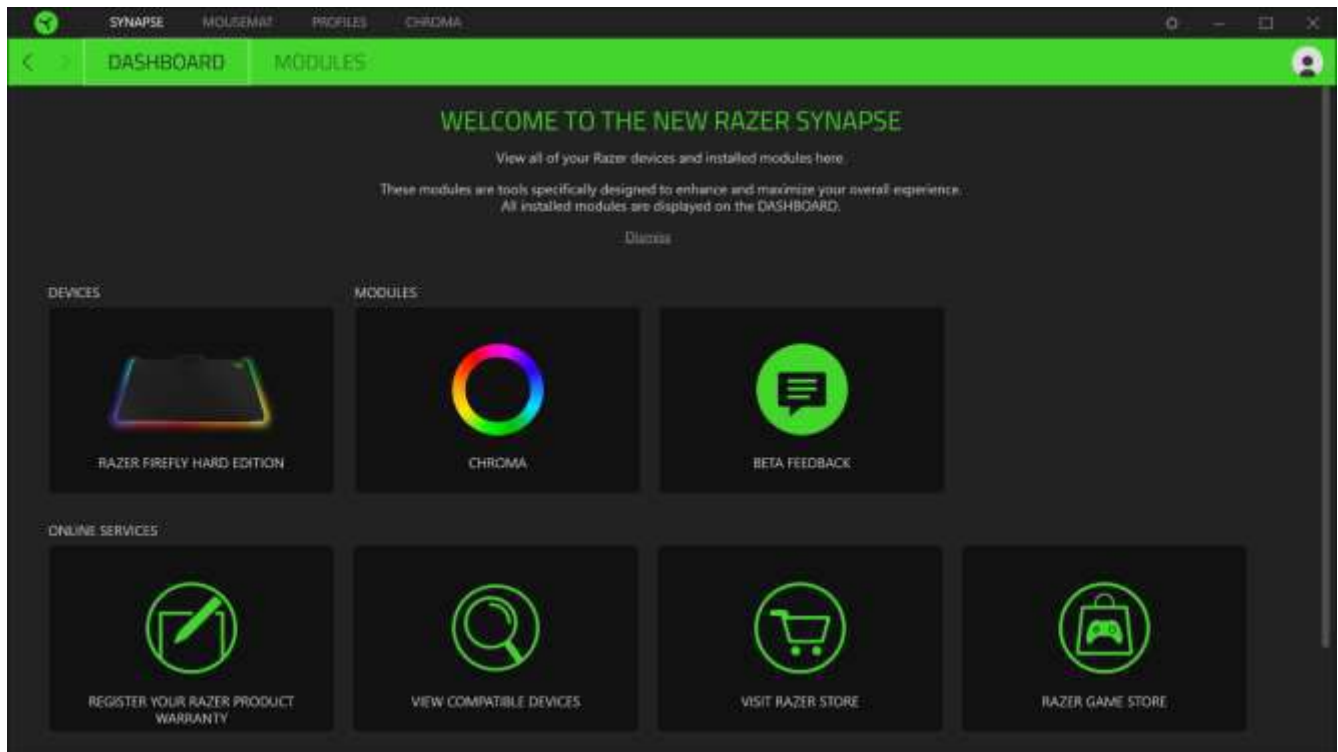 SYNAPSE MOUSEMAT PROFILES CHROMA
DASHBOARD MODULES
WELCOME TO THE NEW RAZER SYNAPSE
View all of your Razer devices and installed modules here.
These modules are tools specifically designed to enhance and maximize your overall experience.
All installed modules are displayed on the DASHBOARD.
Dismiss
DEVICES MODULES
RAZER FIREFLY HARD EDITION CHROMA BETA FEEDBACK
ONLINE SERVICES
REGISTER YOUR RAZER PRODUCT WARRANTY
VIEW COMPATIBLE DEVICES
VISIT RAZER STORE
RAZER GAME STORE